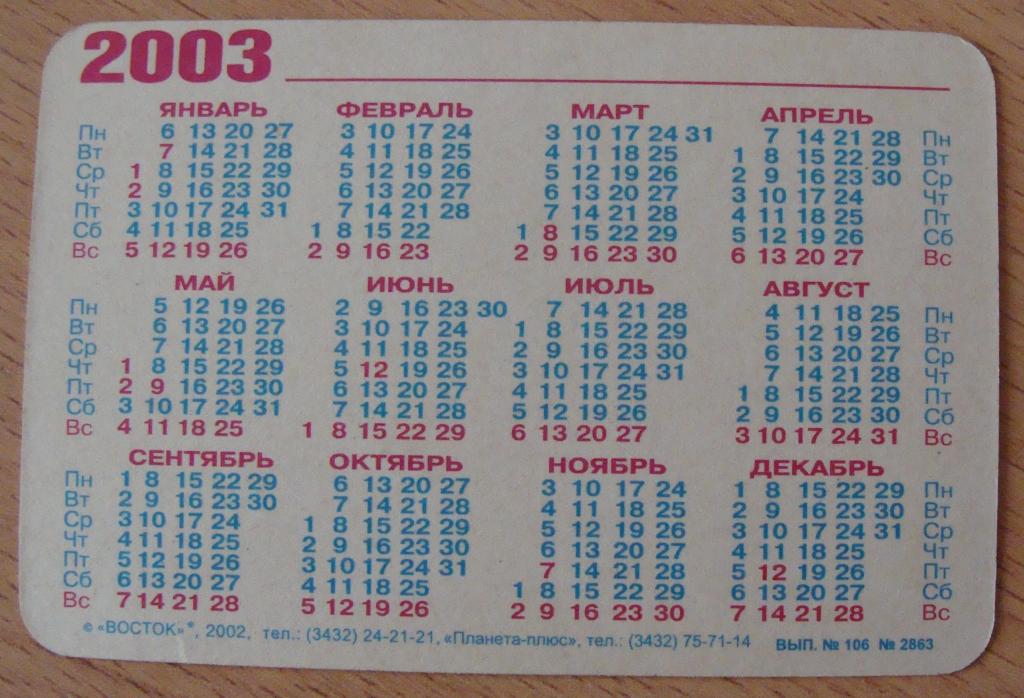 2003
ЯНВАРЬ ФЕВРАЛЬ МАРТ АПРЕЛЬ
Пн 6 13 20 27 3 10 17 24 3 10 17 24 31 7 14 21 28 Пн
Вт 7 14 21 28 4 11 18 25 4 11 18 25 1 8 15 22 29 Вт
Ср 1 8 15 22 29 5 12 19 26 5 12 19 26 2 9 16 23 30 Ср
Чт 2 9 16 23 30 6 13 20 27 6 13 20 27 3 10 17 24 Чт
Пт 3 10 17 24 31 7 14 21 28 7 14 21 28 4 11 18 25 Пт
Сб 4 11 18 25 1 8 15 22 1 8 15 22 29 5 12 19 26 Сб
Вс 5 12 19 26 2 9 16 23 2 9 16 23 30 6 13 20 27 Вс
МАЙ ИЮНЬ ИЮЛЬ АВГУСТ
Пн 5 12 19 26 2 9 16 23 30 7 14 21 28 4 11 18 25 Пн
Вт 6 13 20 27 3 10 17 24 1 8 15 22 29 5 12 19 26 Вт
Ср 7 14 21 28 4 11 18 25 2 9 16 23 30 6 13 20 27 Ср
Чт 1 8 15 22 29 5 12 19 26 3 10 17 24 31 7 14 21 28 Чт
Пт 2 9 16 23 30 6 13 20 27 4 11 18 25 1 8 15 22 29 Пт
Сб 3 10 17 24 31 7 14 21 28 5 12 19 26 2 9 16 23 30 Сб
Вс 4 11 18 25 1 8 15 22 29 6 13 20 27 3 10 17 24 31 Вс
СЕНТЯБРЬ ОКТЯБРЬ НОЯБРЬ ДЕКАБРЬ
Пн 1 8 15 22 29 6 13 20 27 3 10 17 24 1 8 15 22 29 Пн
Вт 2 9 16 23 30 7 14 21 28 4 11 18 25 2 9 16 23 30 Вт
Ср 3 10 17 24 1 8 15 22 29 5 12 19 26 3 10 17 24 31 Ср
Чт 4 11 18 25 2 9 16 23 30 6 13 20 27 4 11 18 25 Чт
Пт 5 12 19 26 3 10 17 24 31 7 14 21 28 5 12 19 26 Пт
Сб 6 13 20 27 4 11 18 25 1 8 15 22 29 6 13 20 27 Сб
Вс 7 14 21 28 5 12 19 26 2 9 16 23 30 7 14 21 28 Вс
© «ВОСТОК»*, 2002, тел.: (3432) 24-21-21, «Планета-плюс», тел.: (3432) 75-71-14 ВЫП. № 106 № 2863